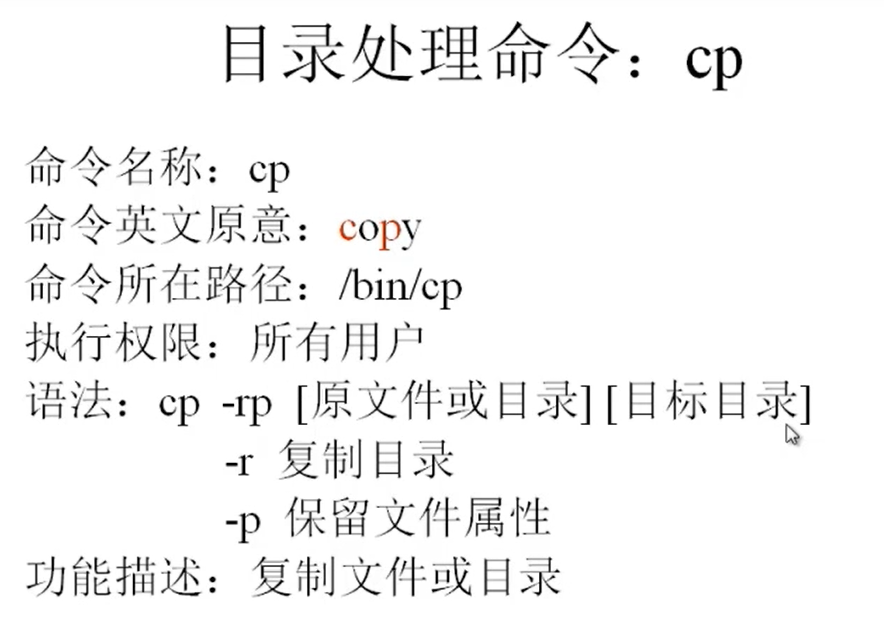 目录处理命令：cp
命令名称：cp
命令英文原意：copy
命令所在路径：/bin/cp
执行权限：所有用户
语法：cp -rp [原文件或目录] [目标目录]
-r 复制目录
-p 保留文件属性
功能描述：复制文件或目录